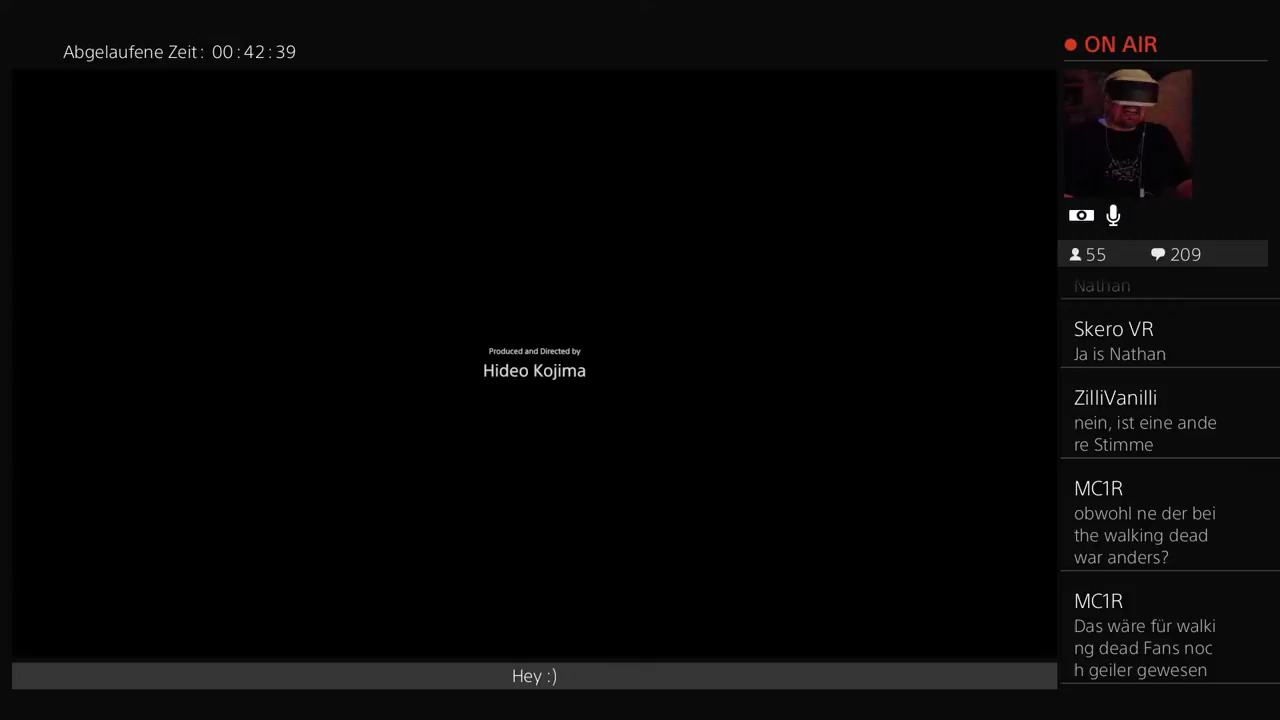 Abgelaufene Zeit: 00:42:39
ON AIR
55 209
Nathan
Skero VR
Ja is Nathan
ZilliVanilli
nein, ist eine ande
re Stimme
MC1R
obwohl ne der bei
the walking dead
war anders?
MC1R
Das wäre für walki
ng dead Fans noc
h geiler gewesen
Produced and Directed by
Hideo Kojima
Hey :)